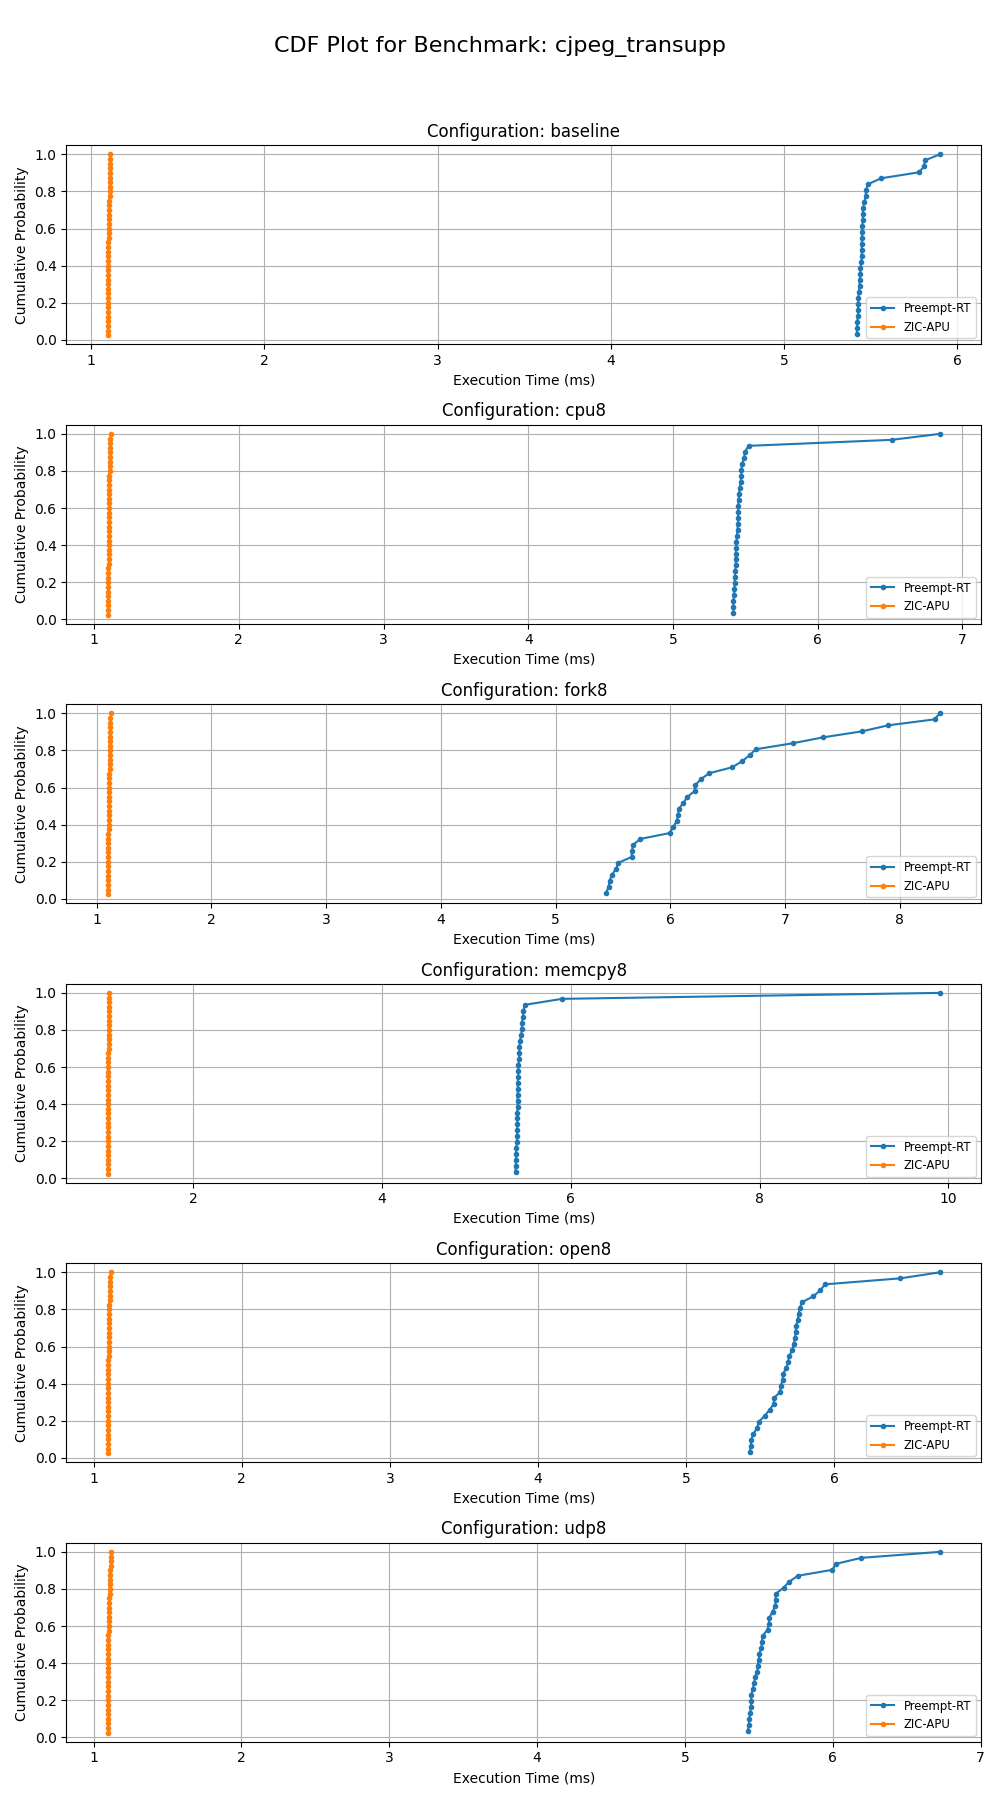 CDF Plot for Benchmark: cjpeg_transupp
Configuration: baseline
Cumulative Probability
1.0
0.8
0.6
0.4
0.2
0.0
Preempt-RT
ZIC-APU
1 2 3 4 5 6
Execution Time (ms)
Configuration: cpu8
Cumulative Probability
1.0
0.8
0.6
0.4
0.2
0.0
Preempt-RT
ZIC-APU
1 2 3 4 5 6 7
Execution Time (ms)
Configuration: fork8
Cumulative Probability
1.0
0.8
0.6
0.4
0.2
0.0
Preempt-RT
ZIC-APU
1 2 3 4 5 6 7 8
Execution Time (ms)
Configuration: memcpy8
Cumulative Probability
1.0
0.8
0.6
0.4
0.2
0.0
Preempt-RT
ZIC-APU
2 4 6 8 10
Execution Time (ms)
Configuration: open8
Cumulative Probability
1.0
0.8
0.6
0.4
0.2
0.0
Preempt-RT
ZIC-APU
1 2 3 4 5 6
Execution Time (ms)
Configuration: udp8
Cumulative Probability
1.0
0.8
0.6
0.4
0.2
0.0
Preempt-RT
ZIC-APU
1 2 3 4 5 6 7
Execution Time (ms)